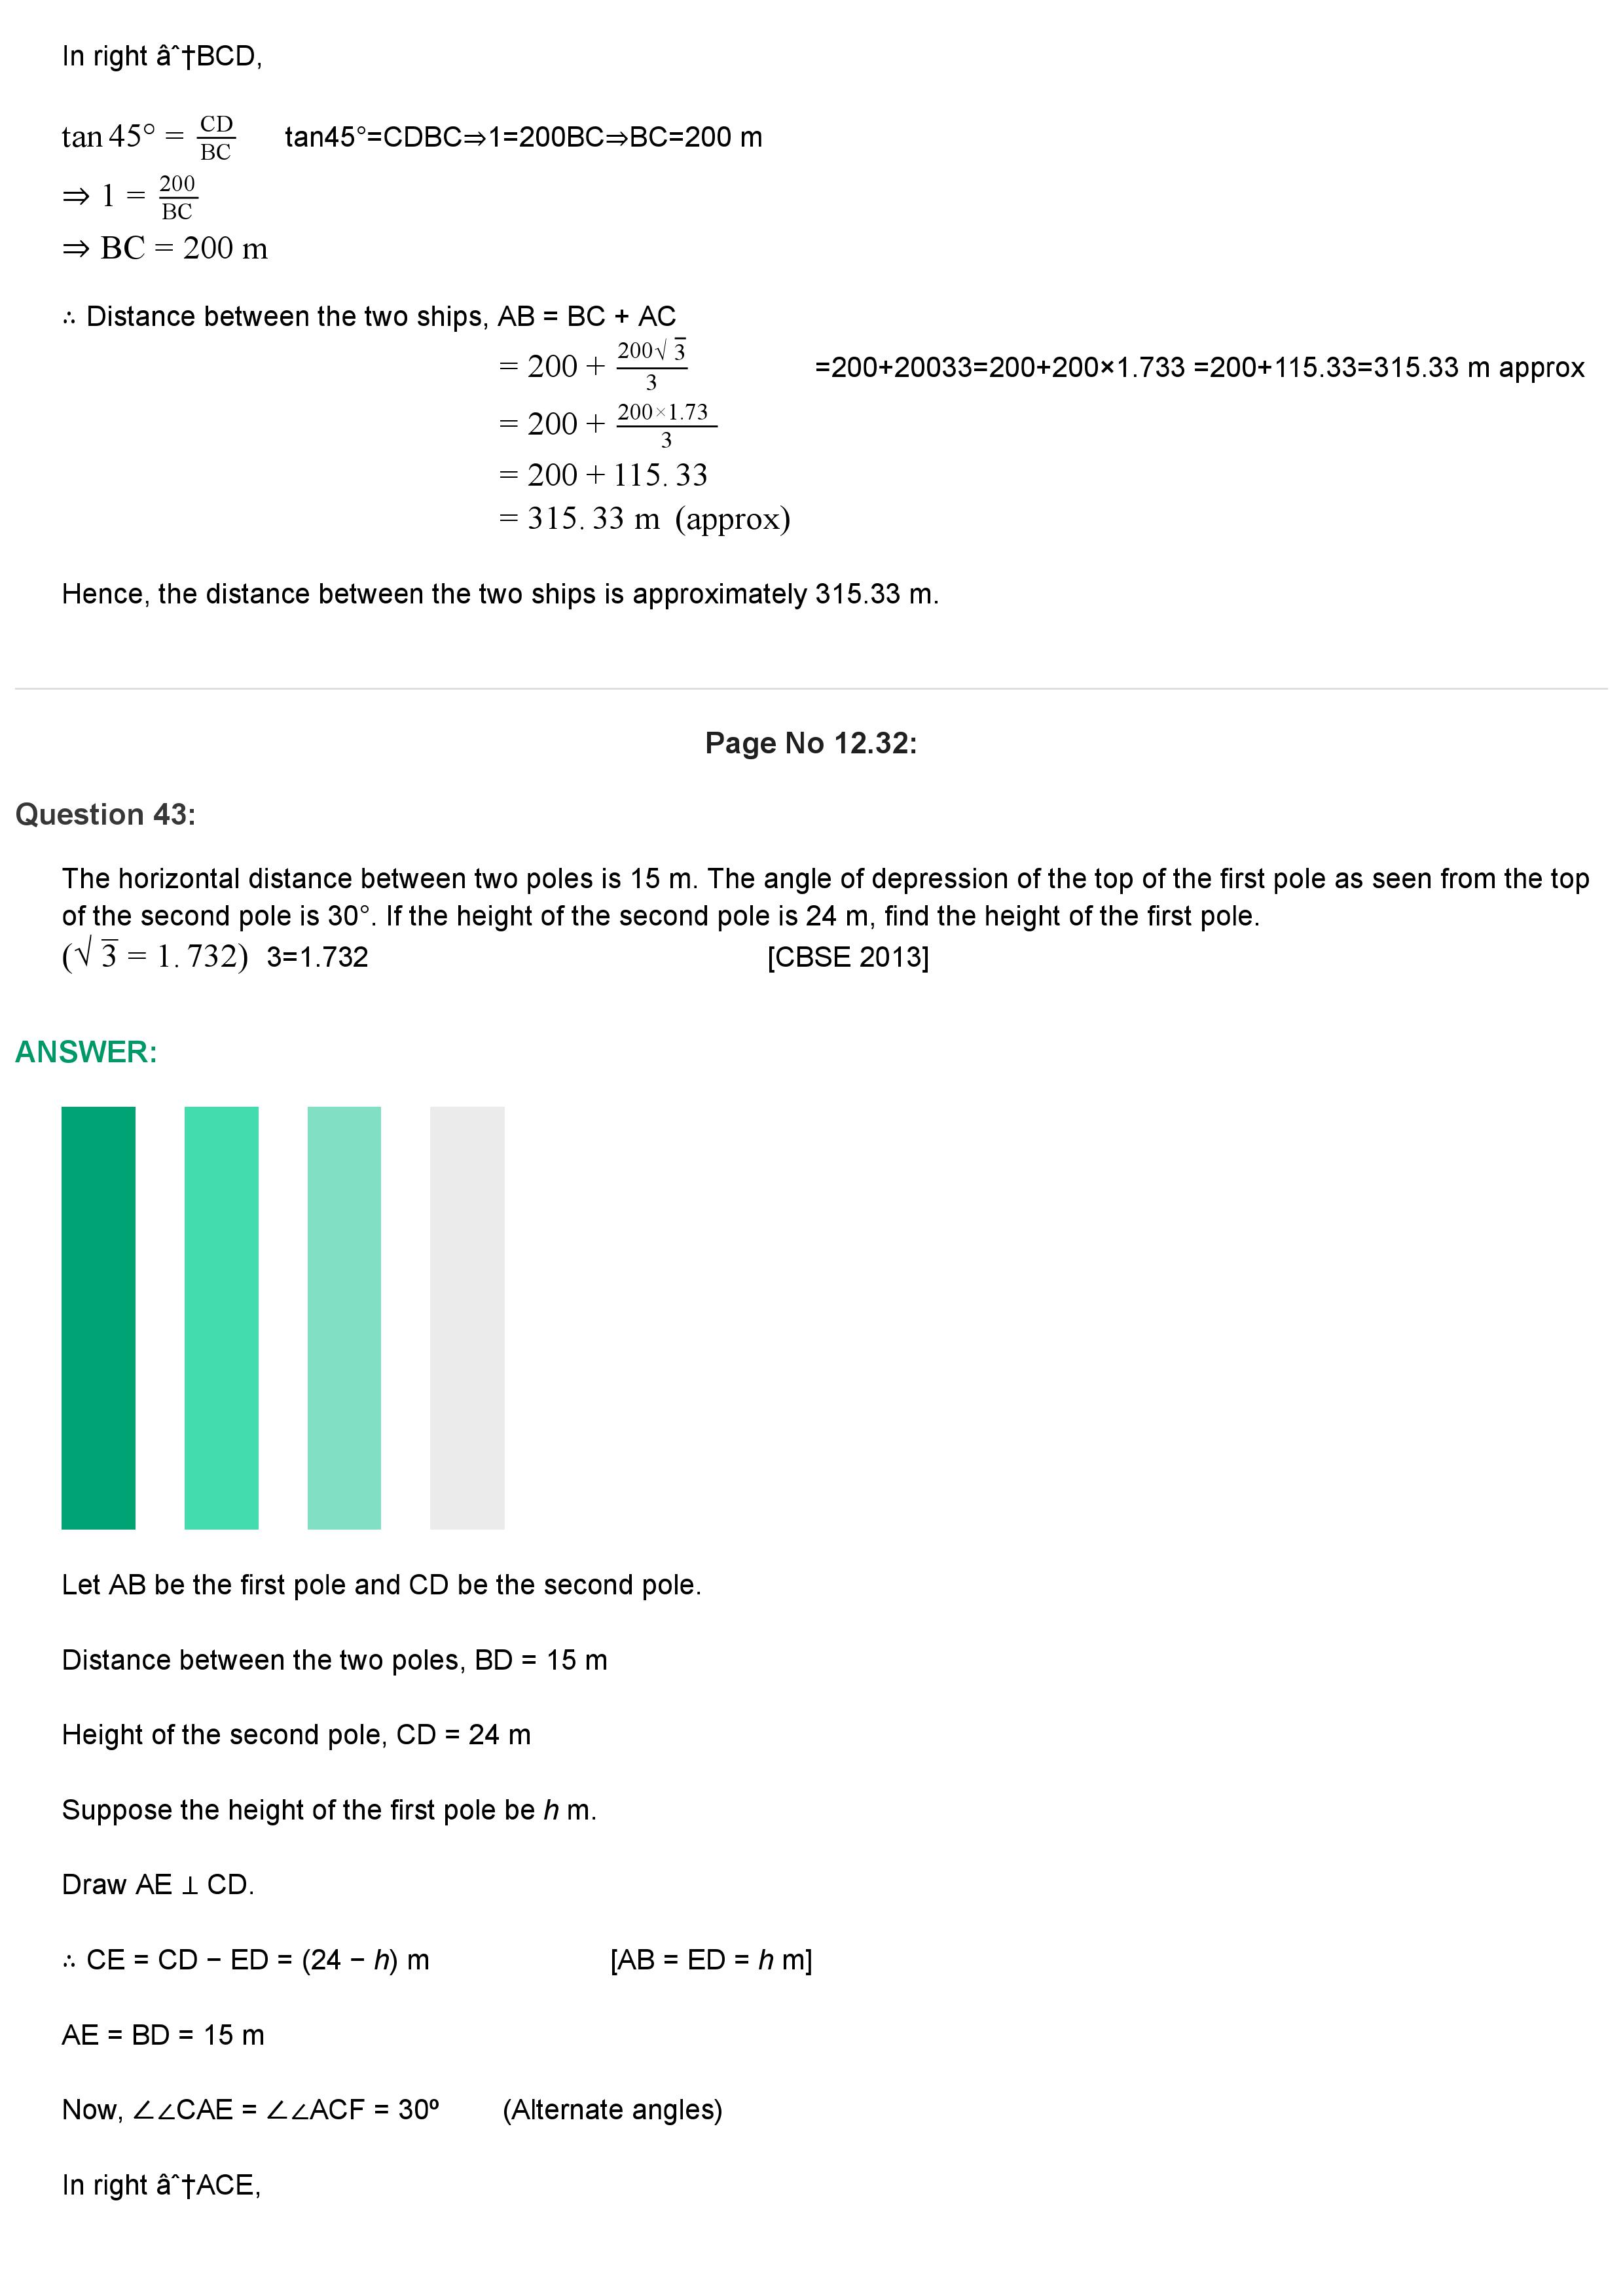 In right âˆ†BCD,
tan 45° = CD/BC tan45°=CDBC⇒1=200BC⇒BC=200 m
⇒ 1 = 200/BC
⇒ BC = 200 m
∴ Distance between the two ships, AB = BC + AC
= 200 + 200√3/3 =200+20033=200+200×1.733 =200+115.33=315.33 m approx
= 200 + 200×1.73/3
= 200 + 115. 33
= 315. 33 m (approx)
Hence, the distance between the two ships is approximately 315.33 m.
Page No 12.32:
Question 43:
The horizontal distance between two poles is 15 m. The angle of depression of the top of the first pole as seen from the top
of the second pole is 30°. If the height of the second pole is 24 m, find the height of the first pole.
(√3 = 1. 732) 3=1.732 [CBSE 2013]
ANSWER:
Let AB be the first pole and CD be the second pole.
Distance between the two poles, BD = 15 m
Height of the second pole, CD = 24 m
Suppose the height of the first pole be h m.
Draw AE ⊥ CD.
∴ CE = CD − ED = (24 − h) m [AB = ED = h m]
AE = BD = 15 m
Now, ∠∠CAE = ∠∠ACF = 30º (Alternate angles)
In right âˆ†ACE,